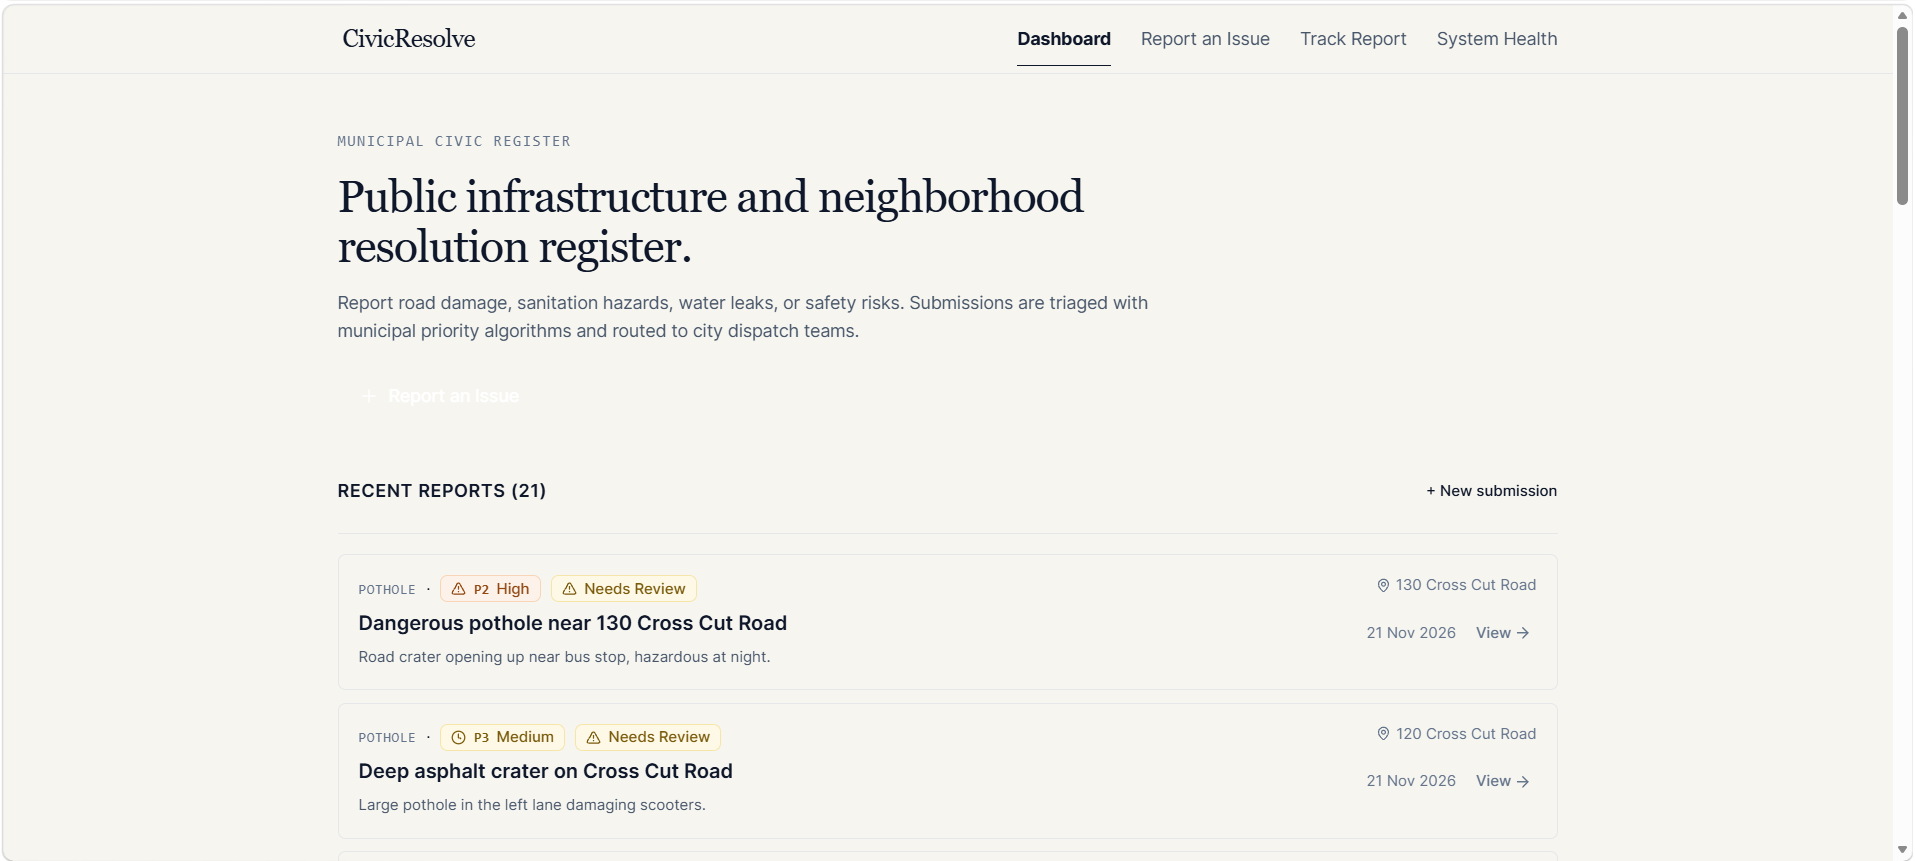 CivicResolve
Dashboard
Report an Issue
Track Report
System Health
MUNICIPAL CIVIC REGISTER
Public infrastructure and neighborhood
resolution register.
Report road damage, sanitation hazards, water leaks, or safety risks. Submissions are triaged with
municipal priority algorithms and routed to city dispatch teams.
+ Report an Issue
RECENT REPORTS (21)
+ New submission
POTHOLE · P2 High Needs Review
130 Cross Cut Road
Dangerous pothole near 130 Cross Cut Road
21 Nov 2026 View →
Road crater opening up near bus stop, hazardous at night.
POTHOLE · P3 Medium Needs Review
120 Cross Cut Road
Deep asphalt crater on Cross Cut Road
21 Nov 2026 View →
Large pothole in the left lane damaging scooters.